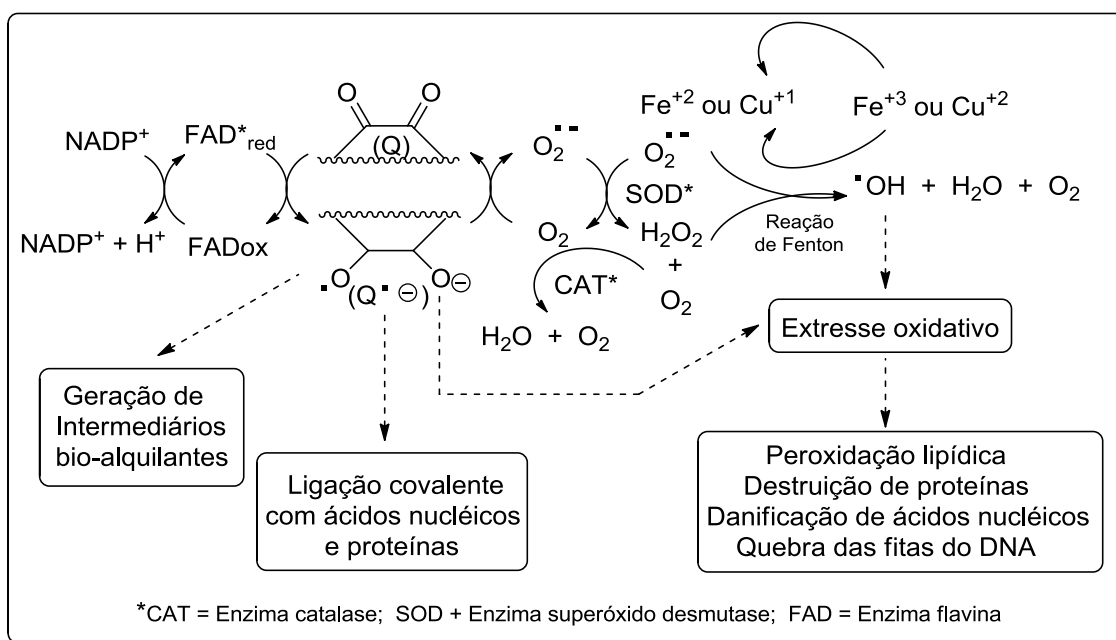 O O
(Q)
NADP+ FAD*red
NADP+ + H+ FADox
•O (Q•⊖) O⊖
O2•- O2•-
SOD*
O2 H2O2
+
O2
CAT*
H2O + O2
Fe+2 ou Cu+1 Fe+3 ou Cu+2
•OH + H2O + O2
Reação
de Fenton
Extresse oxidativo
Geração de
Intermediários
bio-alquilantes
Ligação covalente
com ácidos nucléicos
e proteínas
Peroxidação lipídica
Destruição de proteínas
Danificação de ácidos nucléicos
Quebra das fitas do DNA
*CAT = Enzima catalase; SOD + Enzima superóxido desmutase; FAD = Enzima flavina